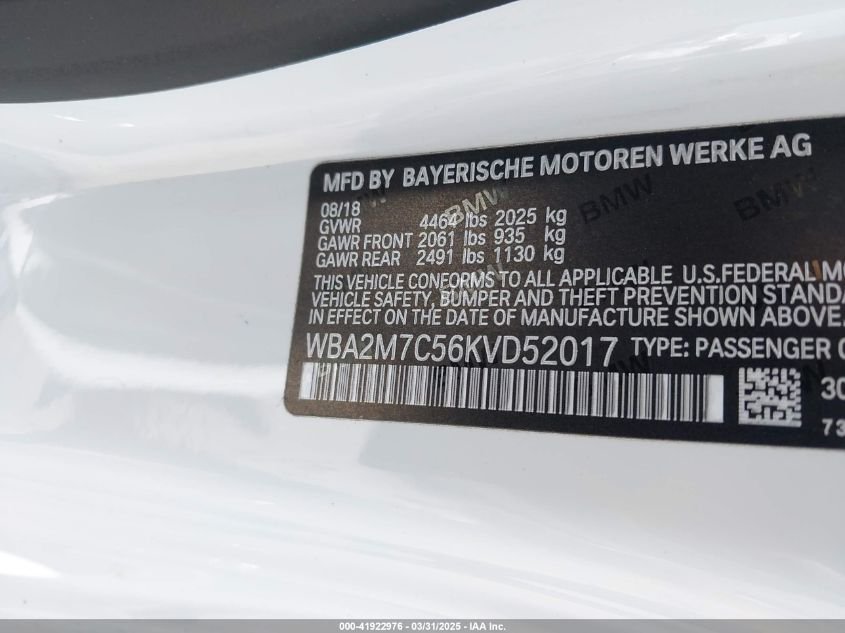 MFD BY BAYERISCHE MOTOREN WERKE AG
08/18
GVWR 4464 lbs 2025 kg
GAWR FRONT 2061 lbs 935 kg
GAWR REAR 2491 lbs 1130 kg
THIS VEHICLE CONFORMS TO ALL APPLICABLE U.S.FEDERAL
VEHICLE SAFETY, BUMPER AND THEFT PREVENTION
IN EFFECT ON THE DATE OF MANUFACTURE SHOWN ABOVE.
WBA2M7C56KVD52017 TYPE: PASSENGER
BMW BMW BMW
000-41922976 - 03/31/2025 - IAA Inc.